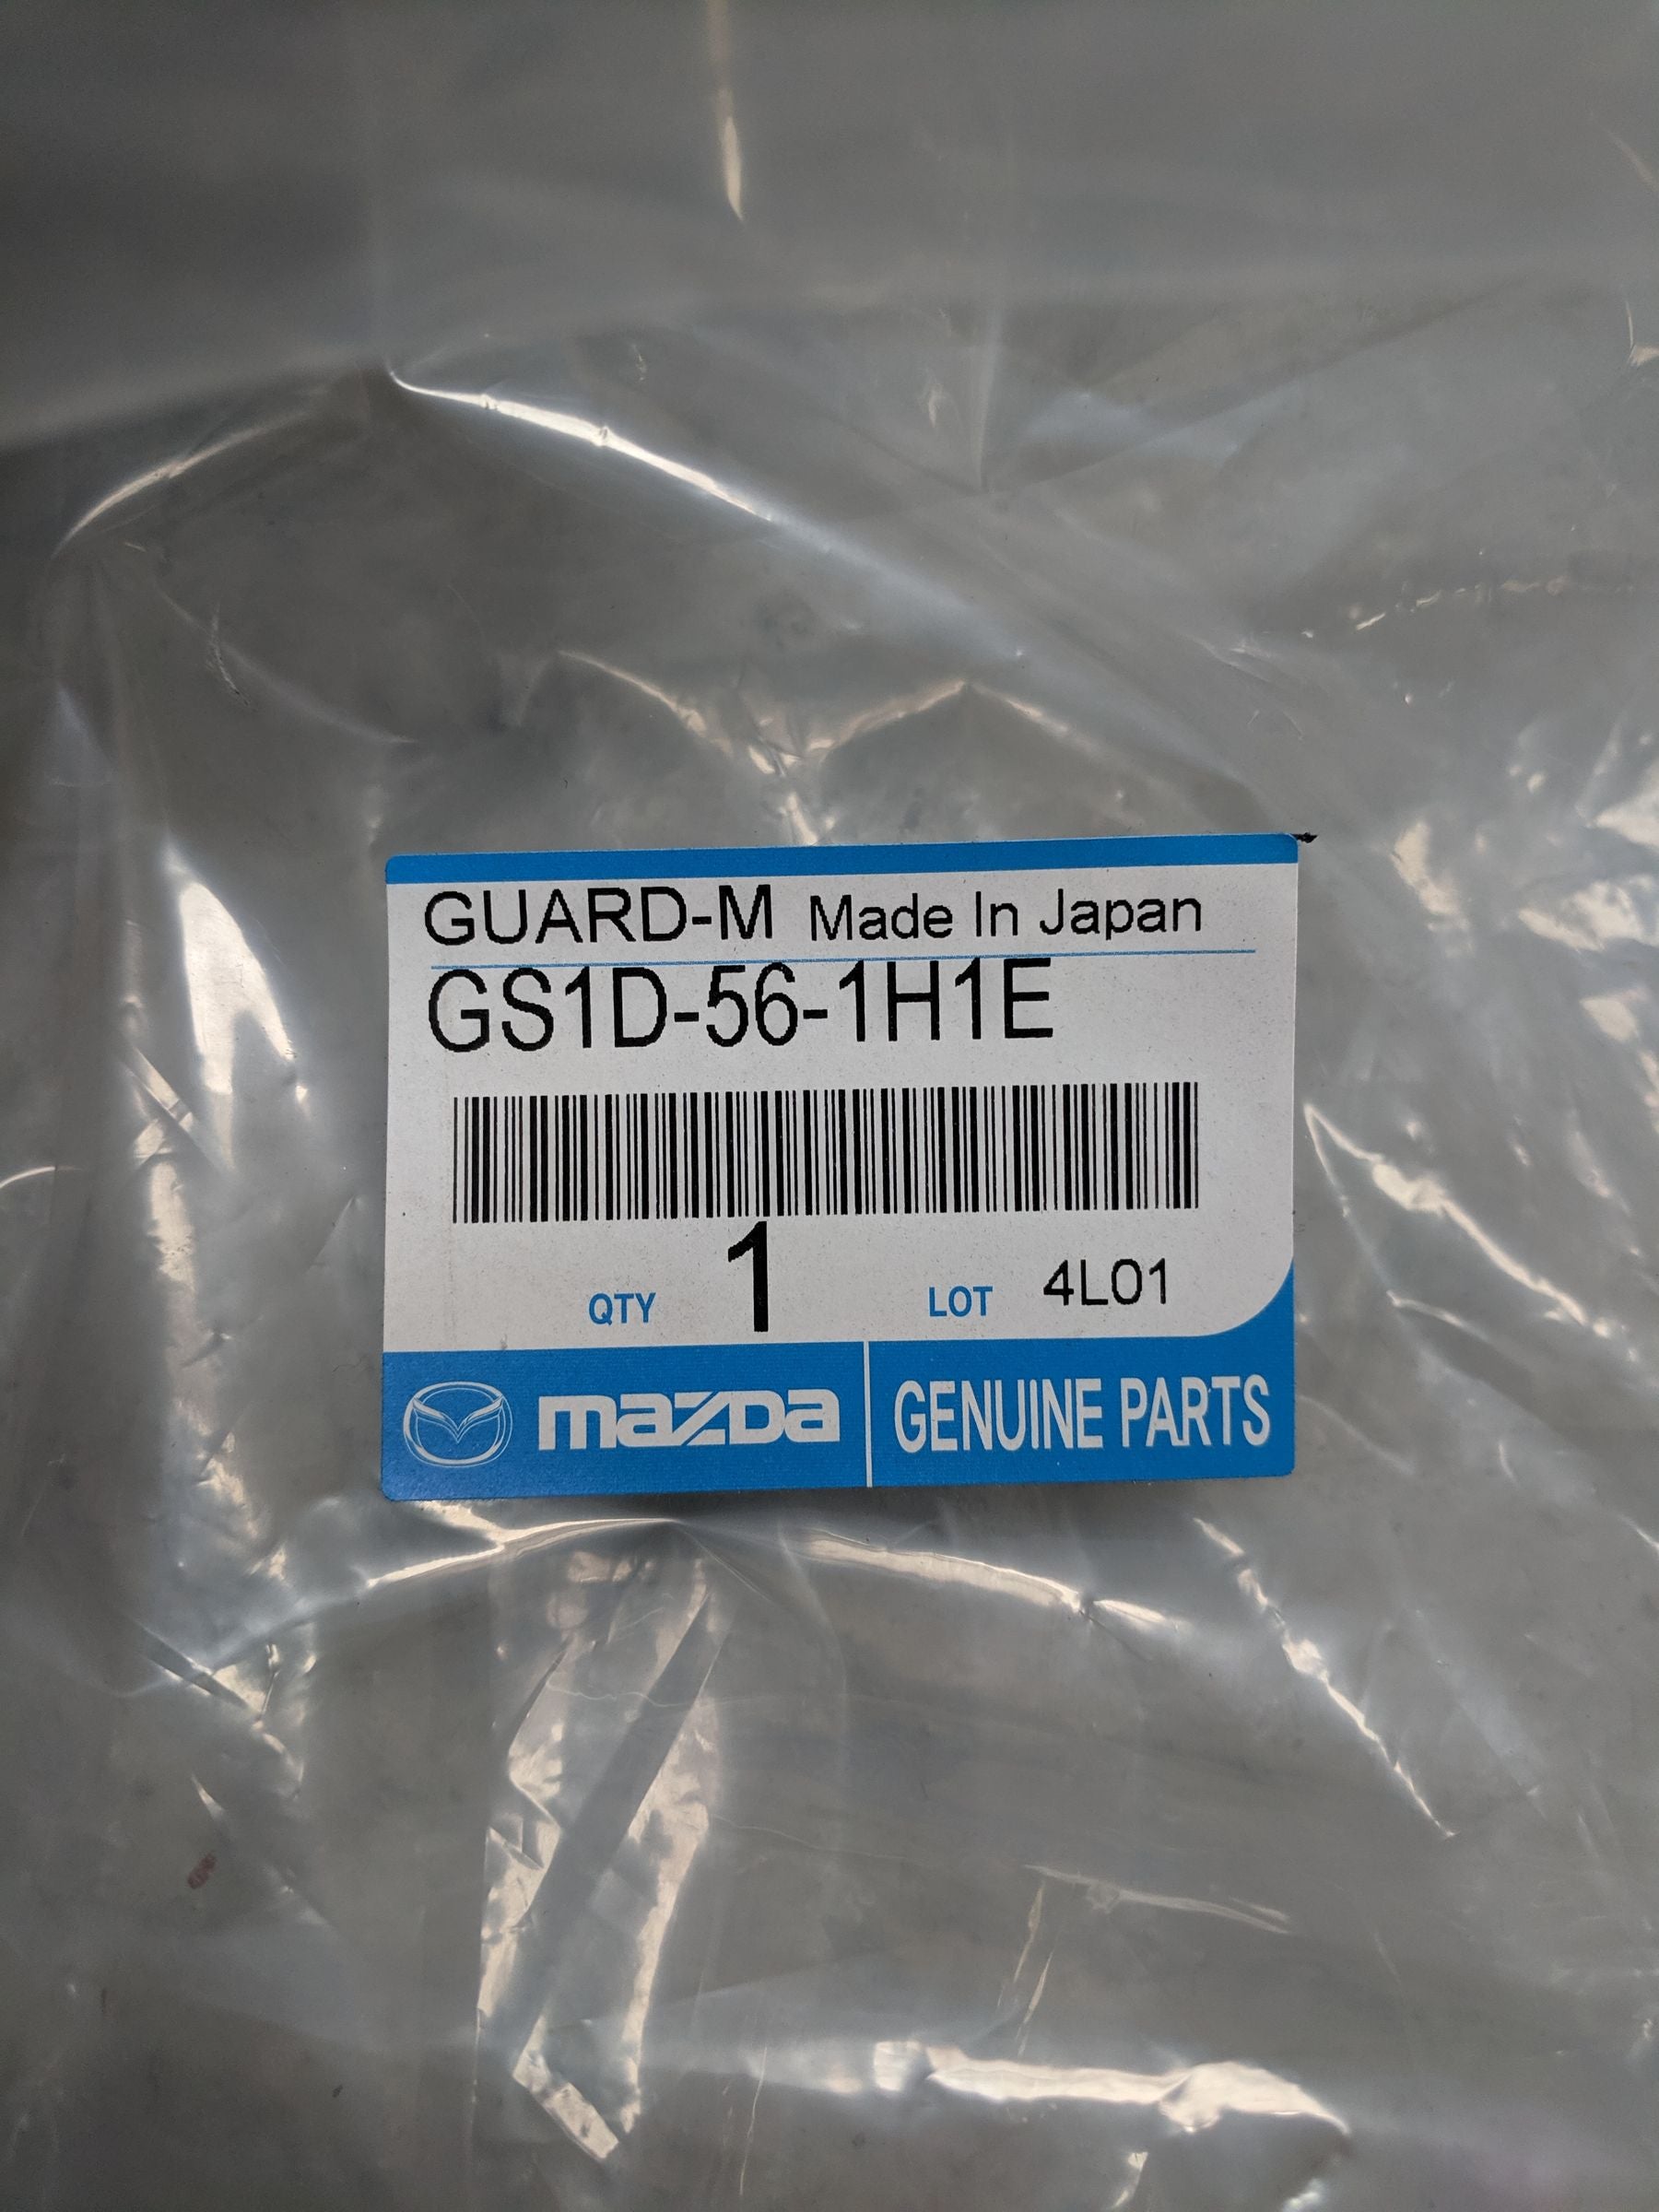 GUARD-M Made In Japan
GS1D-56-1H1E
QTY 1 LOT 4L01
mazda GENUINE PARTS